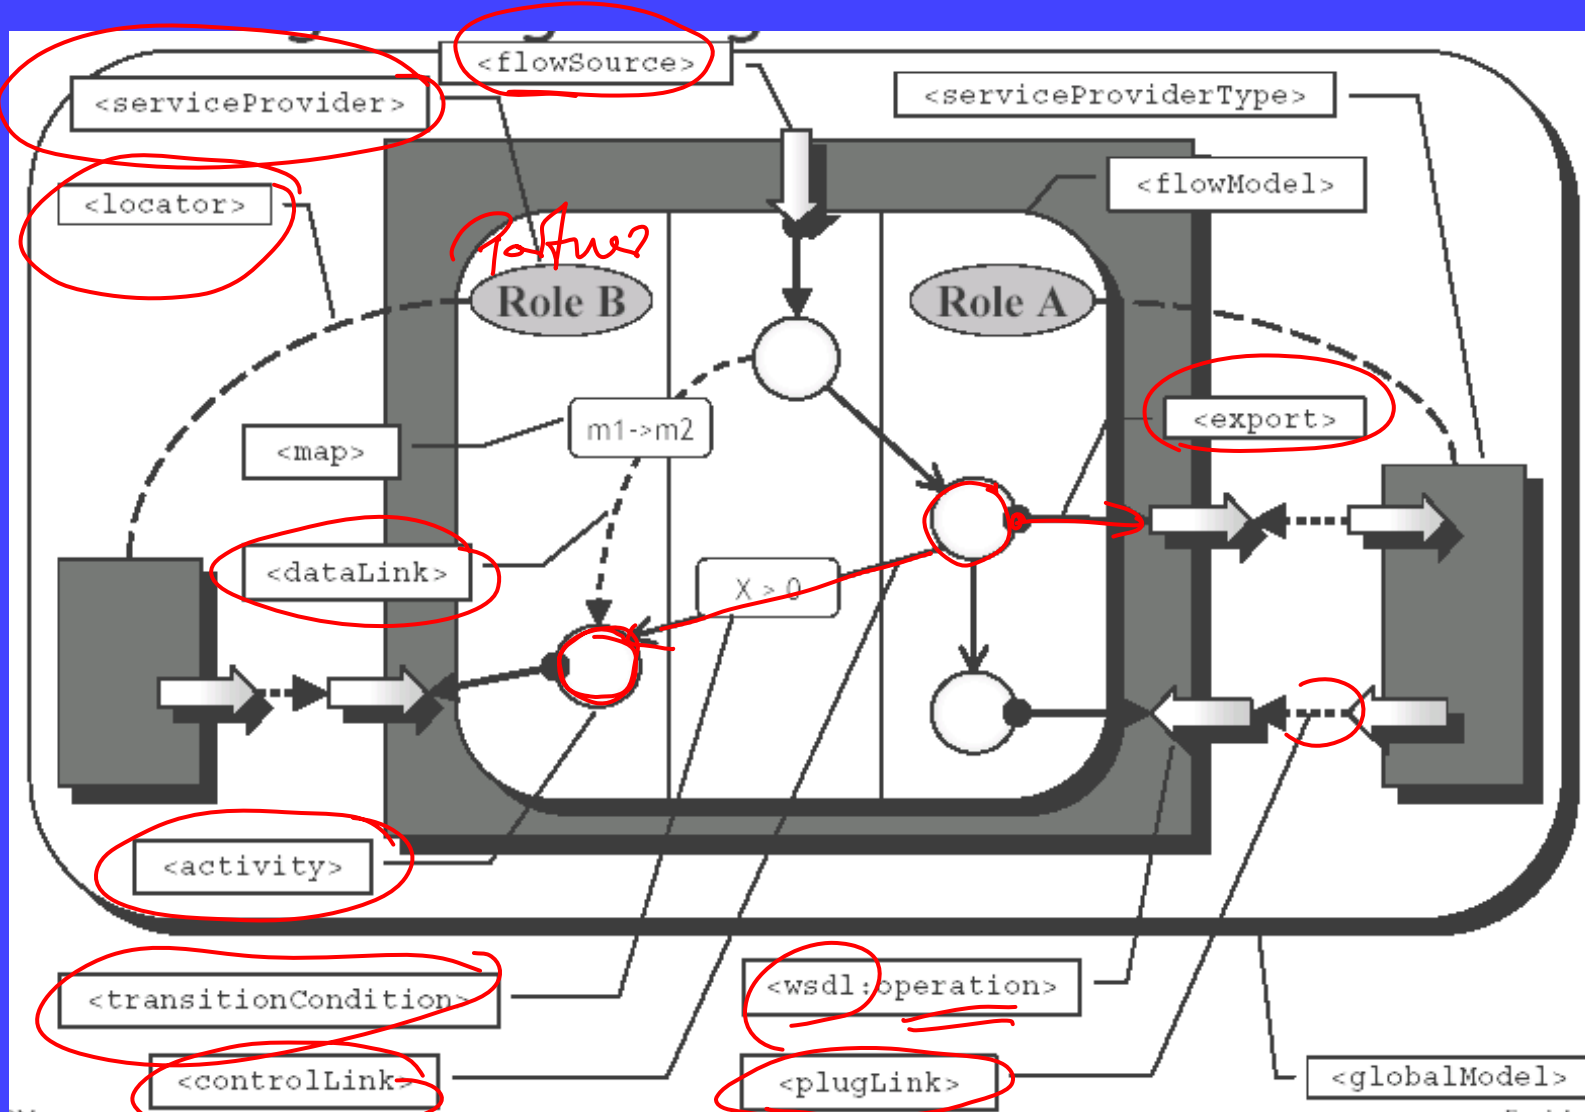 <flowSource>
<serviceProvider>
<serviceProviderType>
<locator>
<flowModel>
Partner
Role B
Role A
<export>
m1->m2
<map>
<dataLink>
X > 0
<activity>
<transitionCondition>
<wsdl:operation>
<controlLink>
<plugLink>
<globalModel>